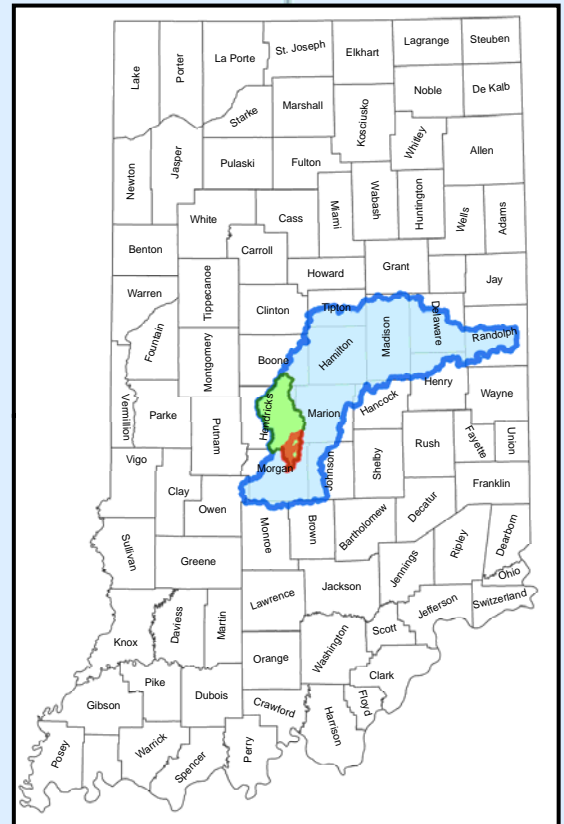 St. Joseph
Lagrange
Steuben
Elkhart
La Porte
Porter
Lake
Noble
De Kalb
Marshall
Starke
Kosciusko
Whitley
Allen
Jasper
Pulaski
Fulton
Newton
Miami
Wabash
Huntington
Wells
Adams
White
Cass
Benton
Carroll
Grant
Howard
Jay
Warren
Tippecanoe
Clinton
Tipton
Delaware
Madison
Randolph
Fountain
Montgomery
Boone
Hamilton
Henry
Wayne
Hancock
Vermillion
Parke
Putnam
Hendricks
Marion
Rush
Fayette
Union
Shelby
Vigo
Morgan
Johnson
Franklin
Clay
Owen
Decatur
Bartholomew
Brown
Monroe
Dearborn
Ripley
Sullivan
Greene
Jennings
Ohio
Jackson
Lawrence
Switzerland
Jefferson
Daviess
Martin
Scott
Washington
Knox
Orange
Clark
Pike
Dubois
Gibson
Crawford
Floyd
Harrison
Warrick
Perry
Posey
Spencer